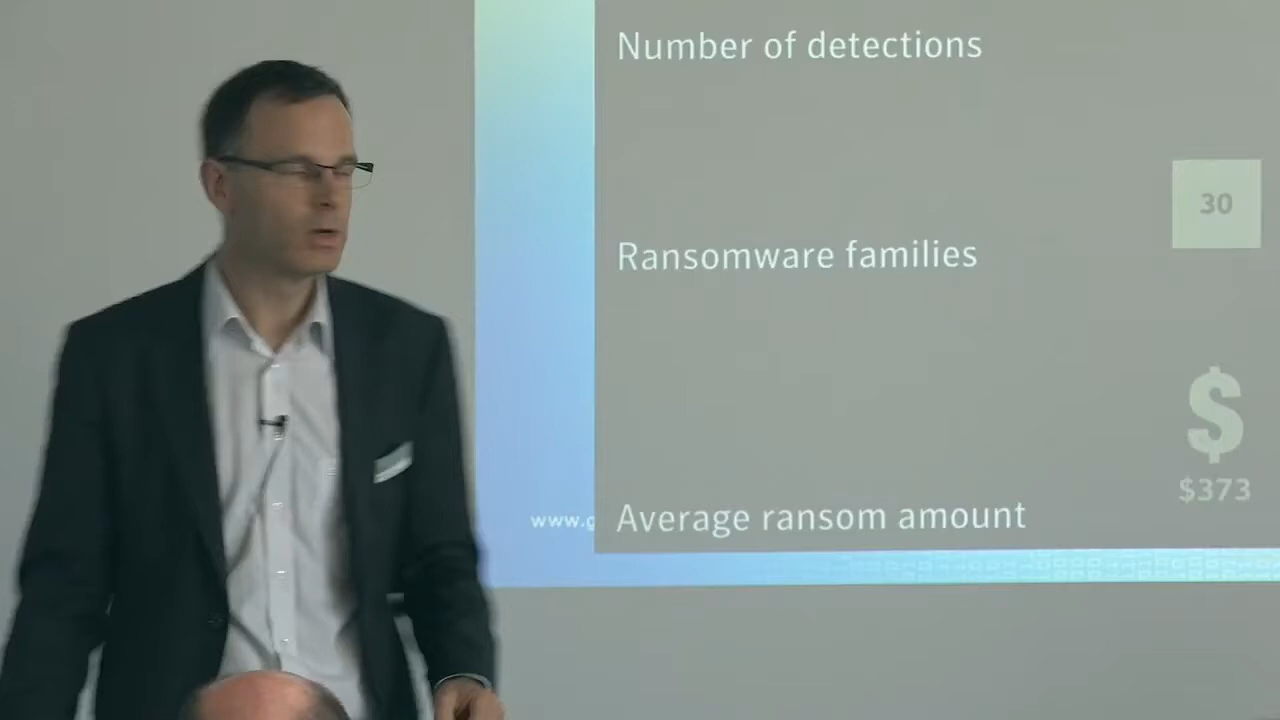 Number of detections
30
Ransomware families
$
$373
Average ransom amount
www.g